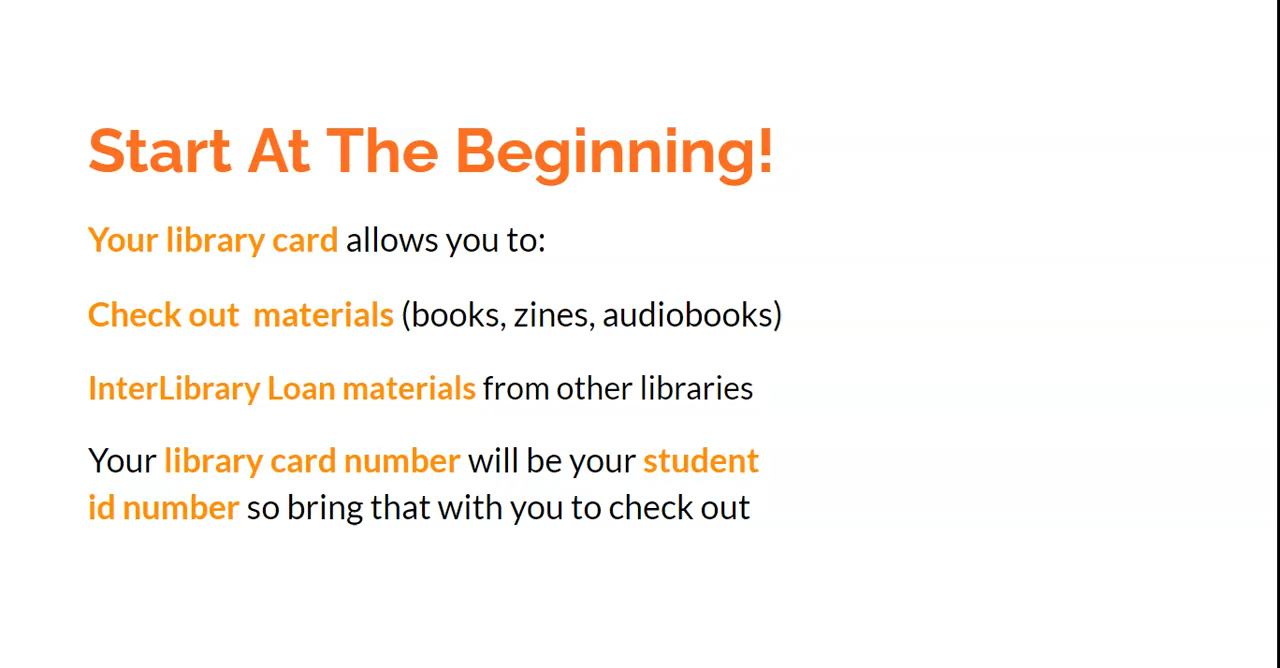 Start At The Beginning!
Your library card allows you to:
Check out  materials (books, zines, audiobooks)
InterLibrary Loan materials from other libraries
Your library card number will be your student
id number so bring that with you to check out